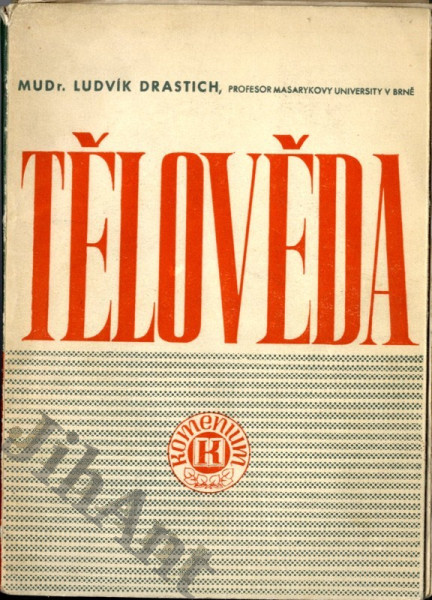 MUDr. LUDVÍK DRASTICH, PROFESOR MASARYKOVY UNIVERSITY V BRNĚ
TĚLOVĚDA
Komenium
K
JihAnt